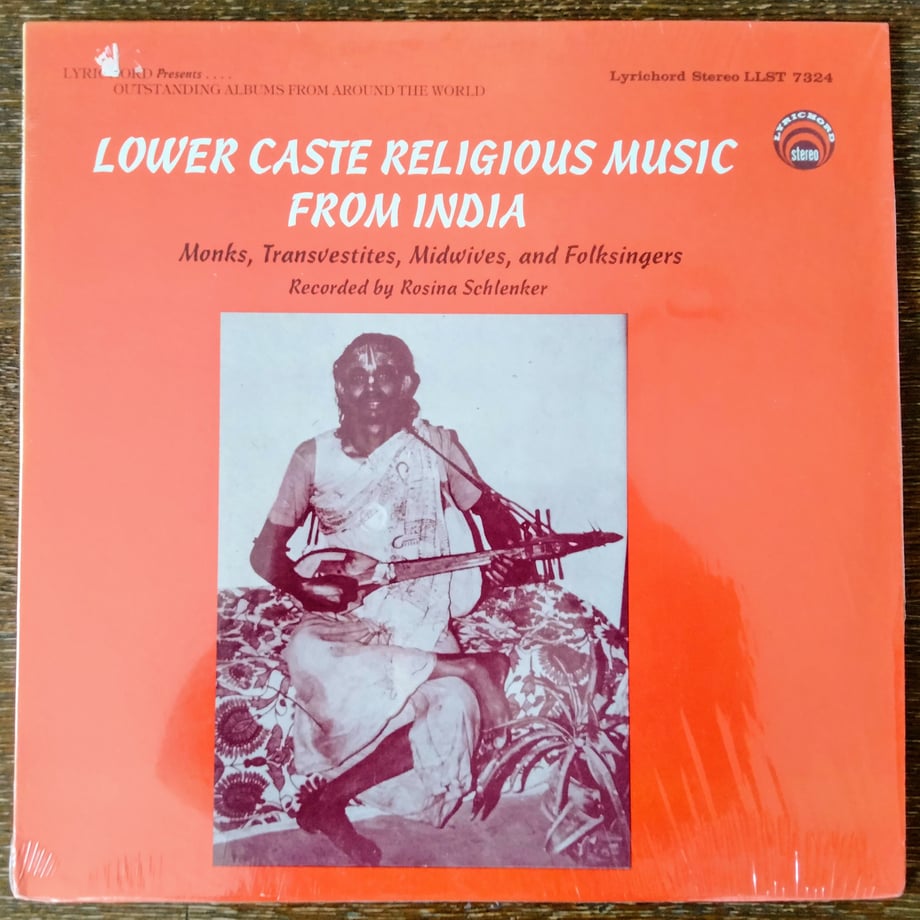 LYRICHORD Presents . . . .
OUTSTANDING ALBUMS FROM AROUND THE WORLD
Lyrichord Stereo LLST 7324
LYRICHORD
stereo
LOWER CASTE RELIGIOUS MUSIC
FROM INDIA
Monks, Transvestites, Midwives, and Folksingers
Recorded by Rosina Schlenker